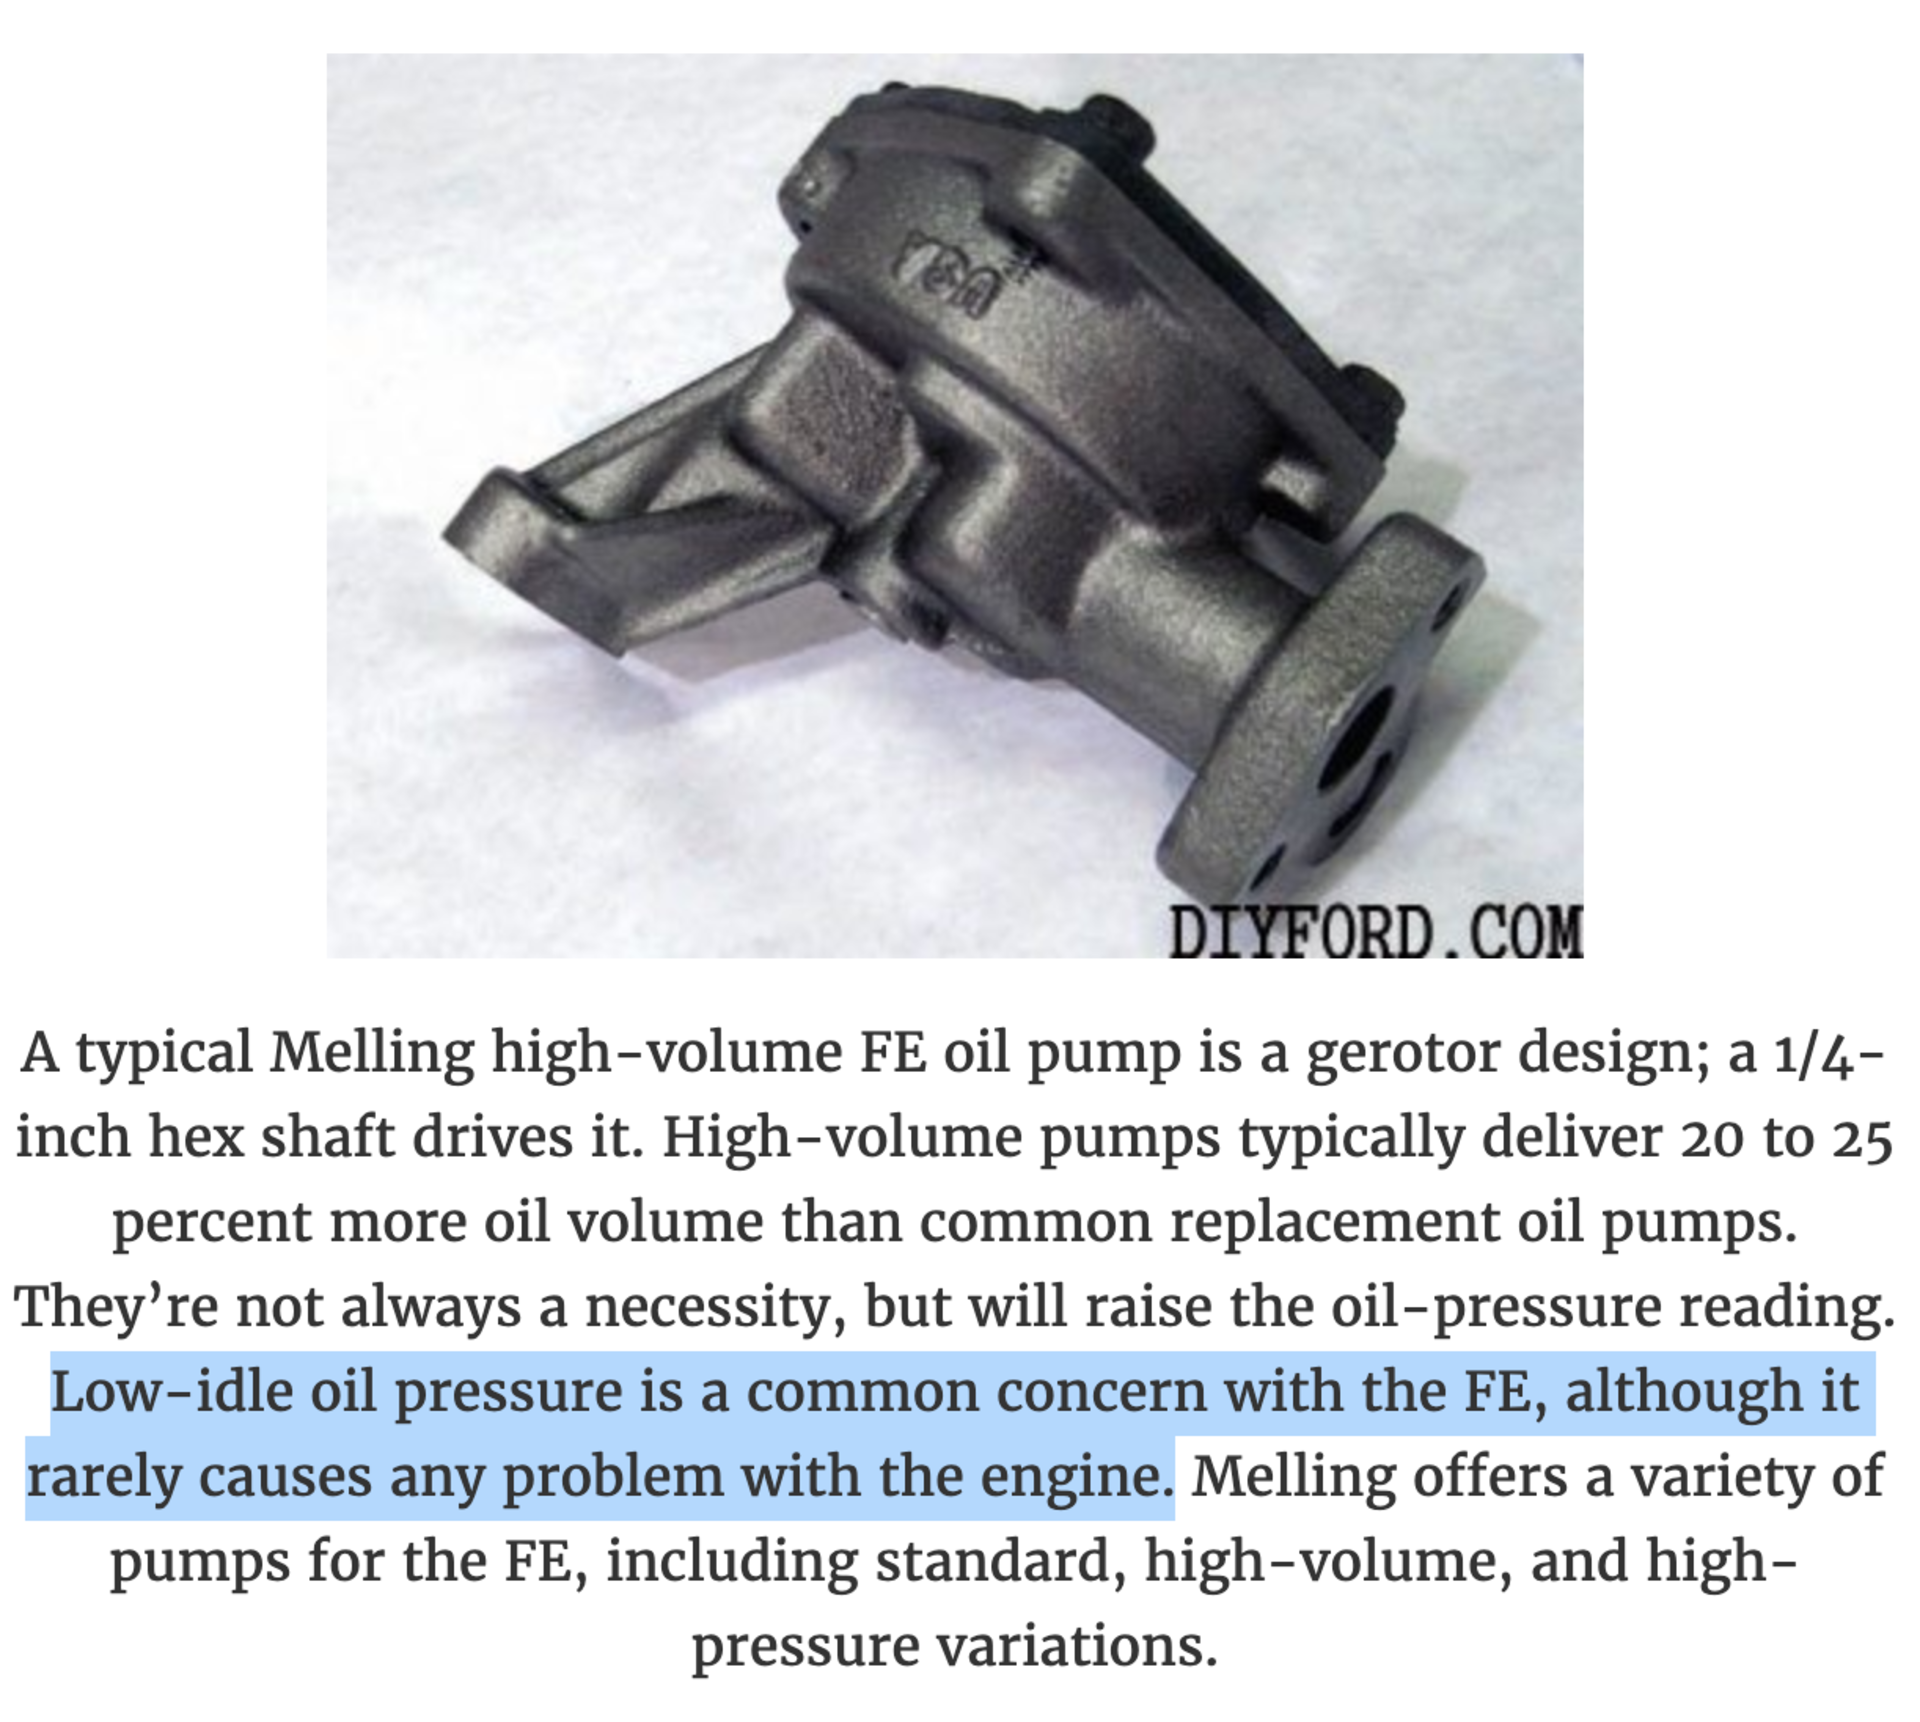 USA
DIYFORD.COM
A typical Melling high-volume FE oil pump is a gerotor design; a 1/4-
inch hex shaft drives it. High-volume pumps typically deliver 20 to 25
percent more oil volume than common replacement oil pumps.
They’re not always a necessity, but will raise the oil-pressure reading.
Low-idle oil pressure is a common concern with the FE, although it
rarely causes any problem with the engine. Melling offers a variety of
pumps for the FE, including standard, high-volume, and high-
pressure variations.